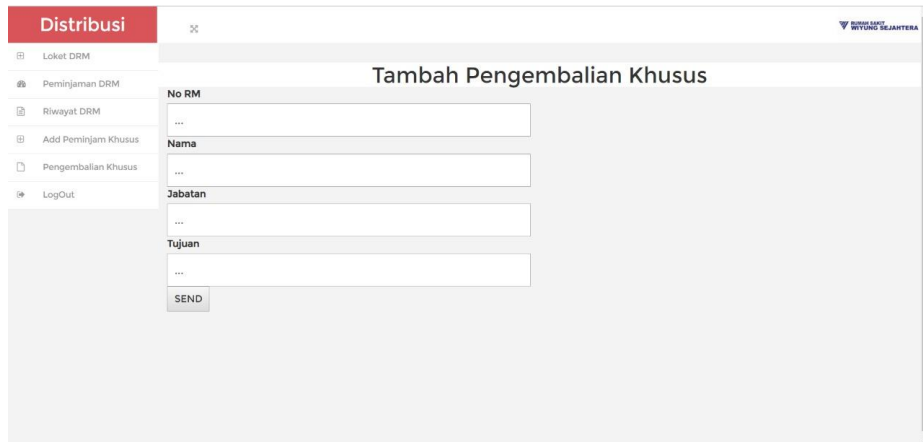 Distribusi
RUMAH SAKIT
WIYUNG SEJAHTERA
Loket DRM
Peminjaman DRM
Riwayat DRM
Add Peminjam Khusus
Pengembalian Khusus
LogOut
Tambah Pengembalian Khusus
No RM
...
Nama
...
Jabatan
...
Tujuan
...
SEND